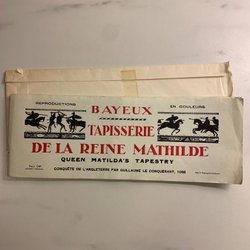 REPRODUCTIONS
EN COULEURS
BAYEUX
TAPISSERIE
DE LA REINE MATHILDE
QUEEN MATILDA'S TAPESTRY
CONQUÊTE DE L'ANGLETERRE PAR GUILLAUME LE CONQUÉRANT, 1066